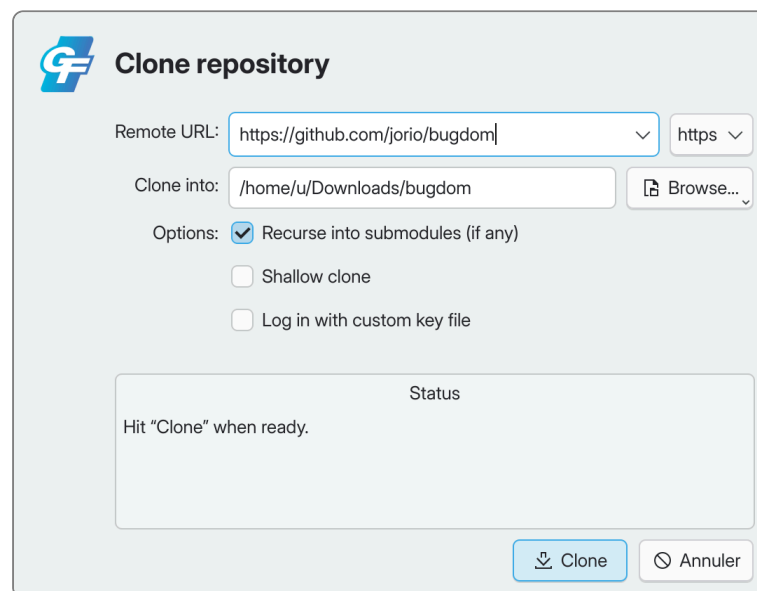 GF
Clone repository
Remote URL: https://github.com/jorio/bugdom https
Clone into: /home/u/Downloads/bugdom Browse...
Options: Recurse into submodules (if any)
Shallow clone
Log in with custom key file
Status
Hit “Clone” when ready.
Clone Annuler